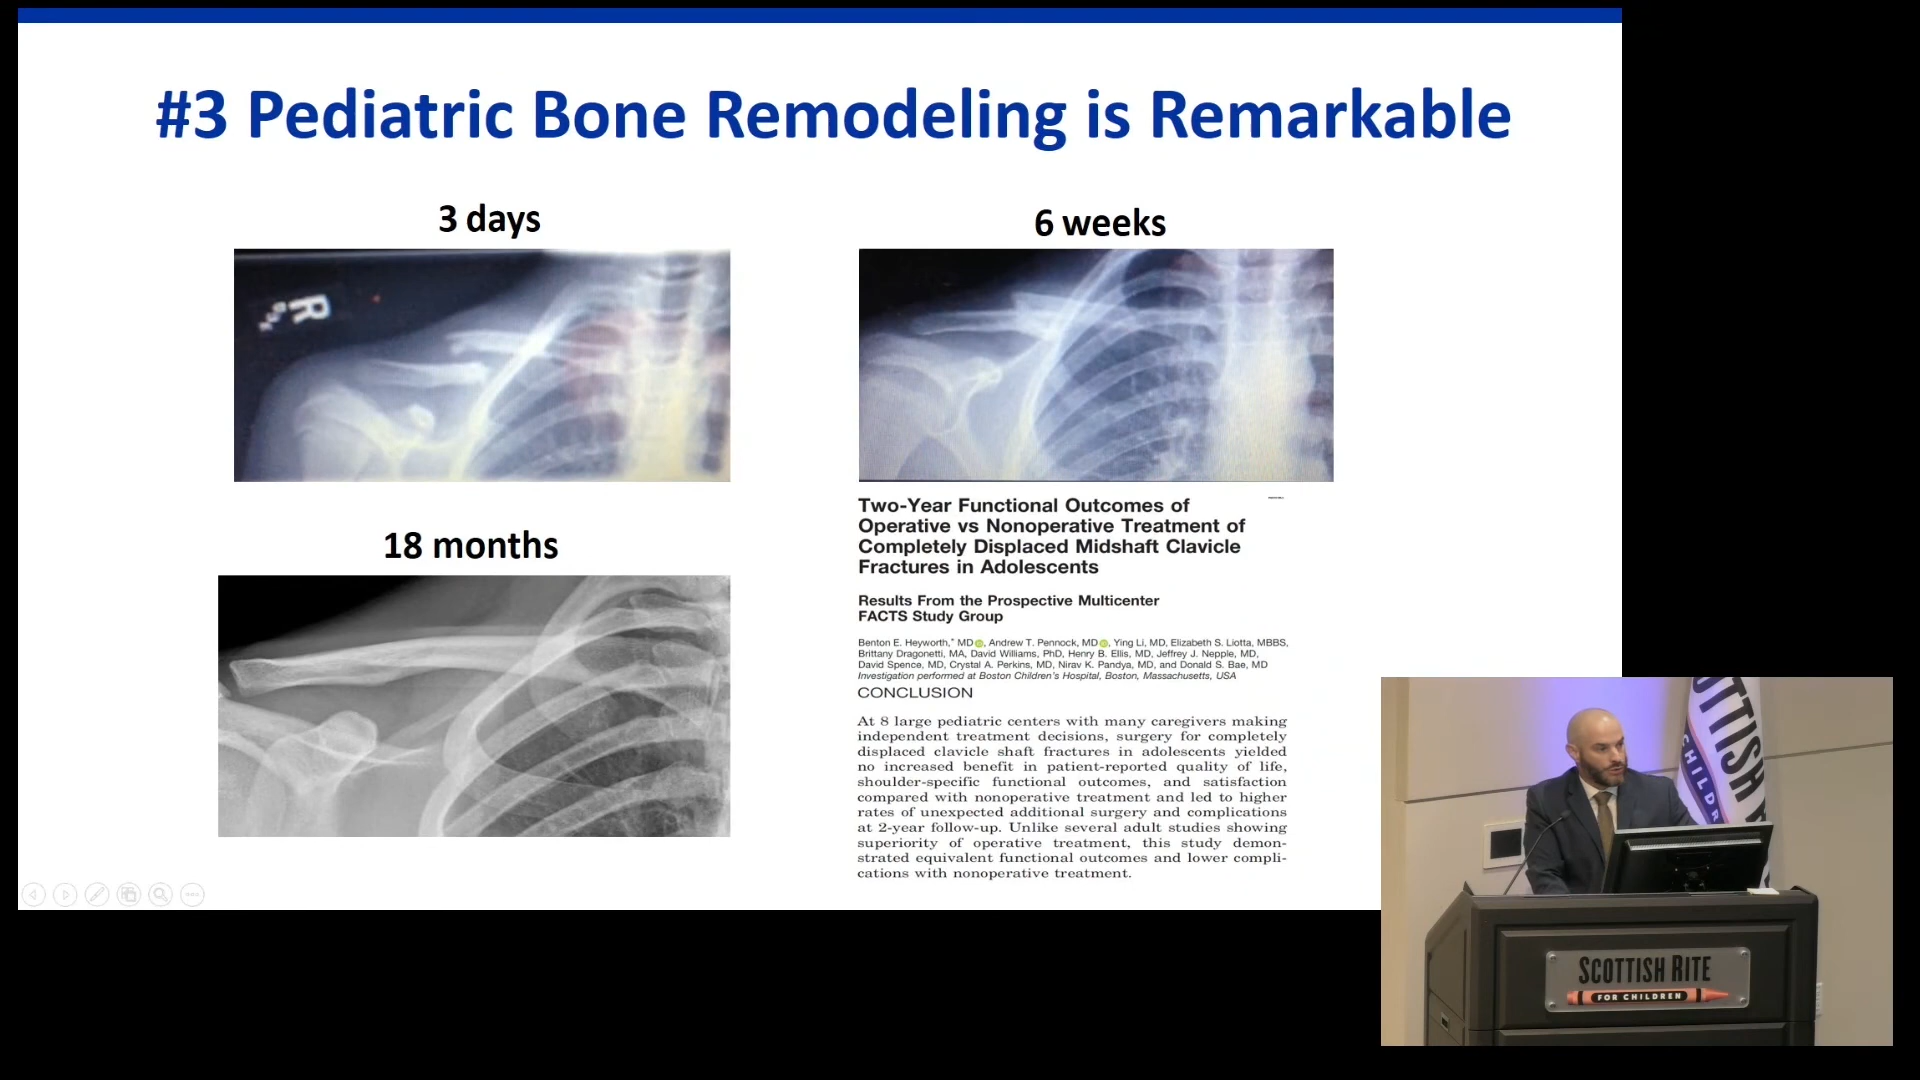 #3 Pediatric Bone Remodeling is Remarkable
3 days
6 weeks
R
18 months
Two-Year Functional Outcomes of
Operative vs Nonoperative Treatment of
Completely Displaced Midshaft Clavicle
Fractures in Adolescents
Results From the Prospective Multicenter
FACTS Study Group
Benton E. Heyworth,* MD, Andrew T. Pennock, MD, Ying Li, MD, Elizabeth S. Liotta, MBBS,
Brittany Dragonetti, MA, David Williams, PhD, Henry B. Ellis, MD, Jeffrey J. Nepple, MD,
David Spence, MD, Crystal A. Perkins, MD, Nirav K. Pandya, MD, and Donald S. Bae, MD
Investigation performed at Boston Children's Hospital, Boston, Massachusetts, USA
CONCLUSION
At 8 large pediatric centers with many caregivers making
independent treatment decisions, surgery for completely
displaced clavicle shaft fractures in adolescents yielded
no increased benefit in patient-reported quality of life,
shoulder-specific functional outcomes, and satisfaction
compared with nonoperative treatment and led to higher
rates of unexpected additional surgery and complications
at 2-year follow-up. Unlike several adult studies showing
superiority of operative treatment, this study demon-
strated equivalent functional outcomes and lower compli-
cations with nonoperative treatment.
OTTISH
CHILDR
SCOTTISH RITE
FOR CHILDREN